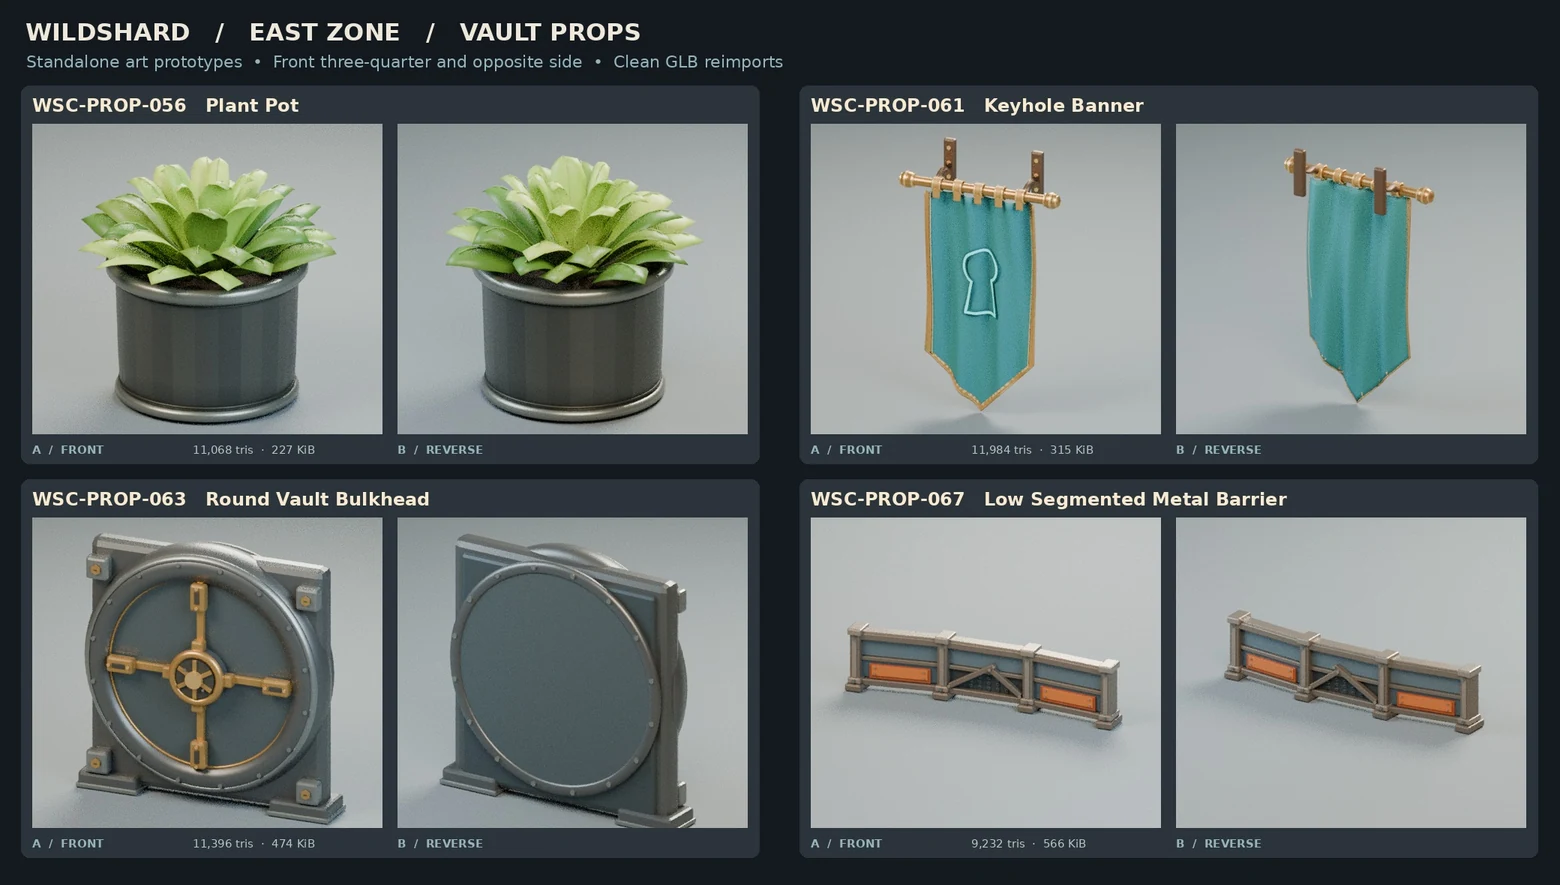 WILDSHARD / EAST ZONE / VAULT PROPS
Standalone art prototypes • Front three-quarter and opposite side • Clean GLB reimports
WSC-PROP-056 Plant Pot
A / FRONT 11,068 tris · 227 KiB B / REVERSE
WSC-PROP-061 Keyhole Banner
A / FRONT 11,984 tris · 315 KiB B / REVERSE
WSC-PROP-063 Round Vault Bulkhead
A / FRONT 11,396 tris · 474 KiB B / REVERSE
WSC-PROP-067 Low Segmented Metal Barrier
A / FRONT 9,232 tris · 566 KiB B / REVERSE